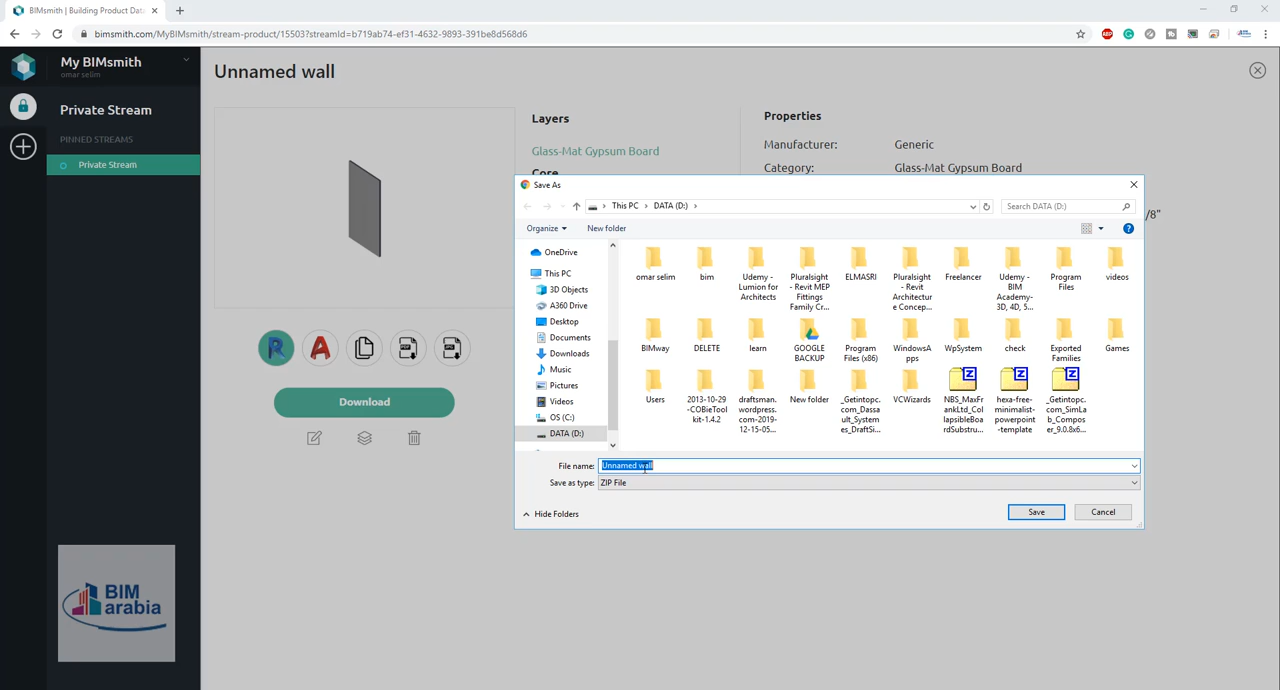 BIMsmith | Building Product Data
bimsmith.com/MyBIMsmith/stream-product/15503?streamId=b719ab74-ef31-4632-9893-391be8d568d6
ABP
My BIMsmith
omar selim
Private Stream
PINNED STREAMS
Private Stream
BIM
arabia
Unnamed wall
Layers
Glass-Mat Gypsum Board
Core
Properties
Manufacturer: Generic
Category: Glass-Mat Gypsum Board
/8"
R
A
PDF
Download
Save As
This PC
DATA (D:)
Search DATA (D:)
Organize
New folder
OneDrive
This PC
3D Objects
A360 Drive
Desktop
Documents
Downloads
Music
Pictures
Videos
OS (C:)
DATA (D:)
omar selim
bim
Udemy -
Lumion for
Architects
Pluralsight
- Revit MEP
Fittings
Family Cr...
ELMASRI
Pluralsight
- Revit
Architectur
e Concep...
Freelancer
Udemy -
BIM
Academy-
3D, 4D, 5...
Program
Files
videos
BIMway
DELETE
learn
GOOGLE
BACKUP
Program
Files (x86)
WindowsA
pps
WpSystem
check
Exported
Families
Games
Users
2013-10-29
-COBieTool
kit-1.4.2
draftsman.
wordpress.
com-2019-
12-15-05...
New folder
_Getintopc.
com_Dassa
ult_System
es_DraftSi...
VCWizards
NBS_MaxFr
ankLtd_Col
lapsibleBoa
rdSubstru...
hexa-free-
minimalist-
powerpoint
-template
_Getintopc.
com_SimLa
b_Compos
er_9.0.8x6...
File name: Unnamed wall
Save as type: ZIP File
Hide Folders
Save
Cancel